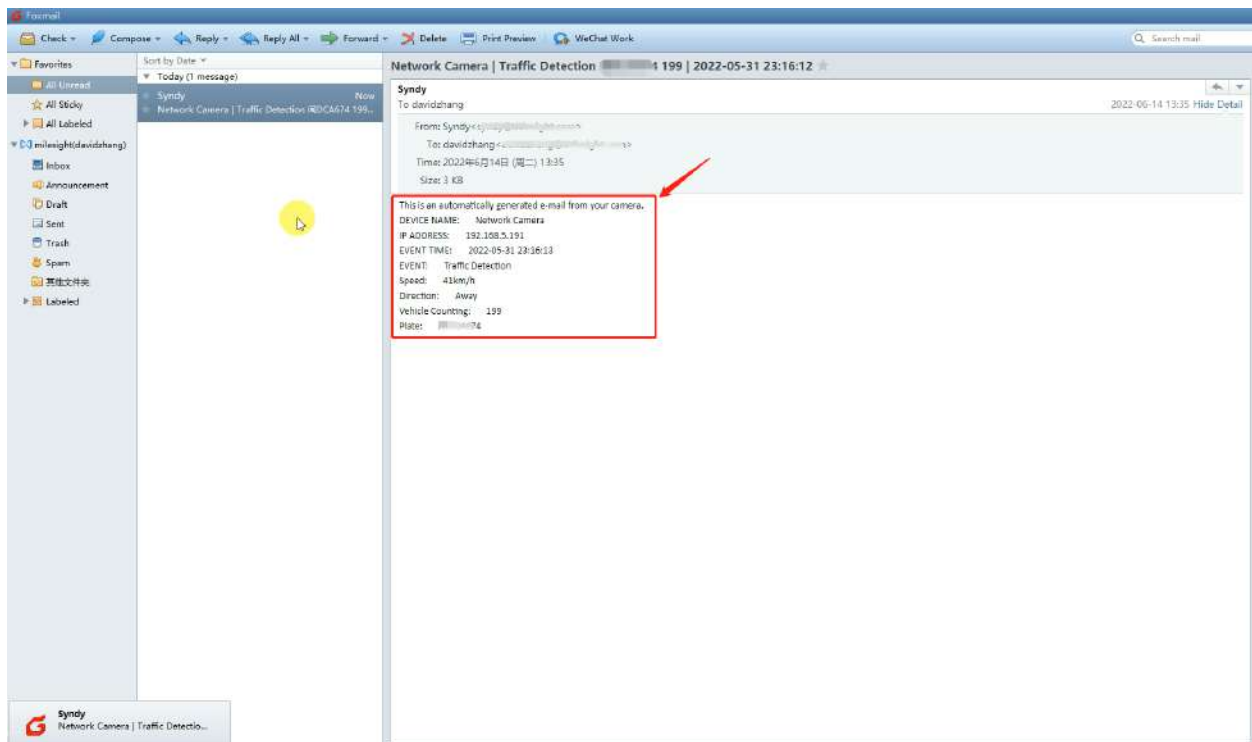 Foxmail
Check Compose Reply Reply All Forward Delete Print Preview WeChat Work Search mail
Favorites
All Unread
All Sticky
All Labeled
milesight(davidzhang)
Inbox
Announcement
Draft
Sent
Trash
Spam
其他文件夹
Labeled
Sort by Date
Today (1 message)
Syndy Now
Network Camera | Traffic Detection
Network Camera | Traffic Detection 199 | 2022-05-31 23:16:12
Syndy
To davidzhang 2022-06-14 13:35 Hide Detail
From: Syndy<
To: davidzhang<
Time: 2022年6月14日 (周二) 13:35
Size: 3 KB
This is an automatically generated e-mail from your camera.
DEVICE NAME: Network Camera
IP ADDRESS: 192.168.5.191
EVENT TIME: 2022-05-31 23:16:13
EVENT: Traffic Detection
Speed: 41km/h
Direction: Away
Vehicle Counting: 199
Plate: 74
Syndy
Network Camera | Traffic Detectio...